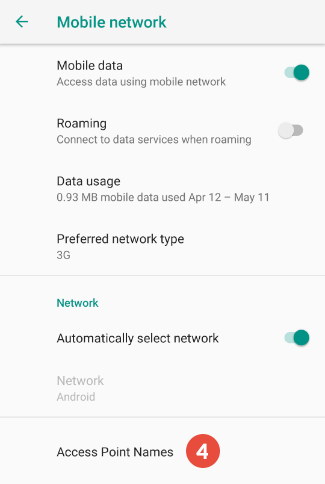 Mobile network
Mobile data
Access data using mobile network
Roaming
Connect to data services when roaming
Data usage
0.93 MB mobile data used Apr 12 – May 11
Preferred network type
3G
Network
Automatically select network
Network
Android
Access Point Names 4